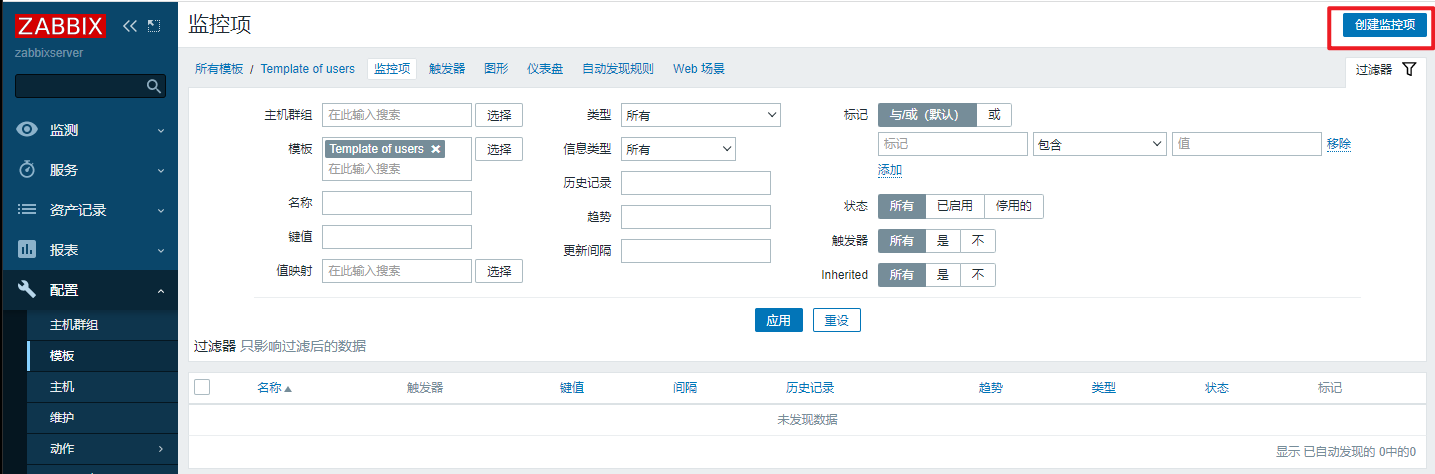 ZABBIX
zabbixserver
监测
服务
资产记录
报表
配置
主机群组
模板
主机
维护
动作
监控项
创建监控项
所有模板 / Template of users 监控项 触发器 图形 仪表盘 自动发现规则 Web 场景
过滤器
主机群组 在此输入搜索 选择
模板 Template of users 选择
在此输入搜索
名称
键值
值映射 在此输入搜索 选择
类型 所有
信息类型 所有
历史记录
趋势
更新间隔
标记 与/或（默认） 或
标记 包含 值 移除
添加
状态 所有 已启用 停用的
触发器 所有 是 不
Inherited 所有 是 不
应用 重设
过滤器 只影响过滤后的数据
名称 触发器 键值 间隔 历史记录 趋势 类型 状态 标记
未发现数据
显示 已自动发现的 0中的0